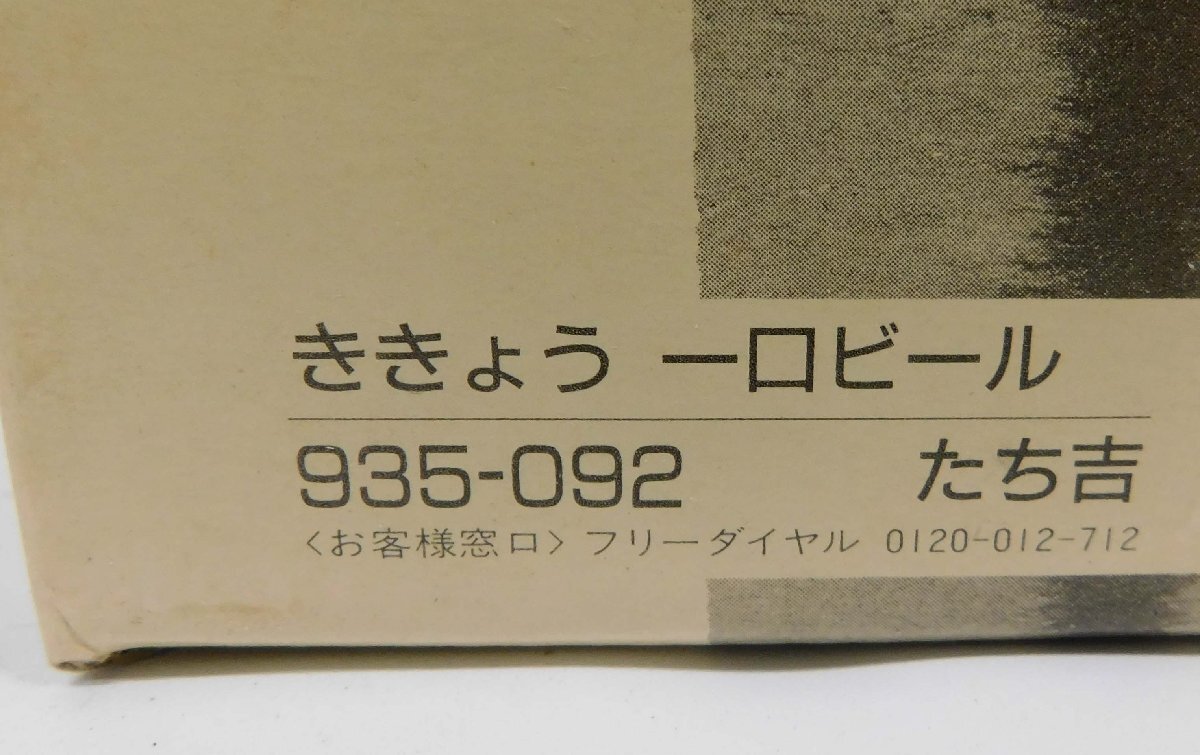 ききょう 一口ビール
935-092 たち吉
〈お客様窓口〉フリーダイヤル 0120-012-712